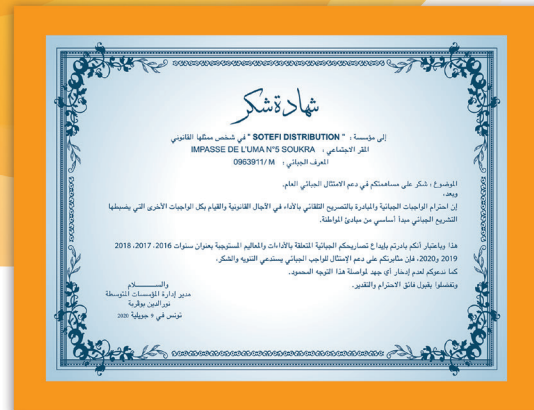 شهادة شكر
إلى مؤسسة : " SOTEFI DISTRIBUTION " في شخص ممثلها القانوني
المقر الاجتماعي : IMPASSE DE L'UMA N°5 SOUKRA
المعرف الجبائي : 0963911/ M
الموضوع : شكر على مساهمتكم في دعم الامتثال الجبائي العام.
وبعد،
إن احترام الواجبات الجبائية والمبادرة بالتصريح التلقائي بالأداء في الآجال القانونية والقيام بكل الواجبات الأخرى التي يضبطها
التشريع الجبائي مبدأ أساسي من مبادئ المواطنة.
هذا وباعتبار أنكم بادرتم بإيداع تصاريحكم الجبائية المتعلقة بالأداءات والمعاليم المستوجبة بعنوان سنوات 2016، 2017، 2018
2019 و2020، فإن مثابرتكم على دعم الإمتثال للواجب الجبائي يستدعي التنويه والشكر.
كما ندعوكم لعدم إدخار أي جهد لمواصلة هذا التوجه المحمود.
وتفضلوا بقبول فائق الاحترام والتقدير.
والســـــلام
مدير إدارة المؤسسات المتوسطة
نورالدين بوقربة
تونس في 9 جويلية 2020